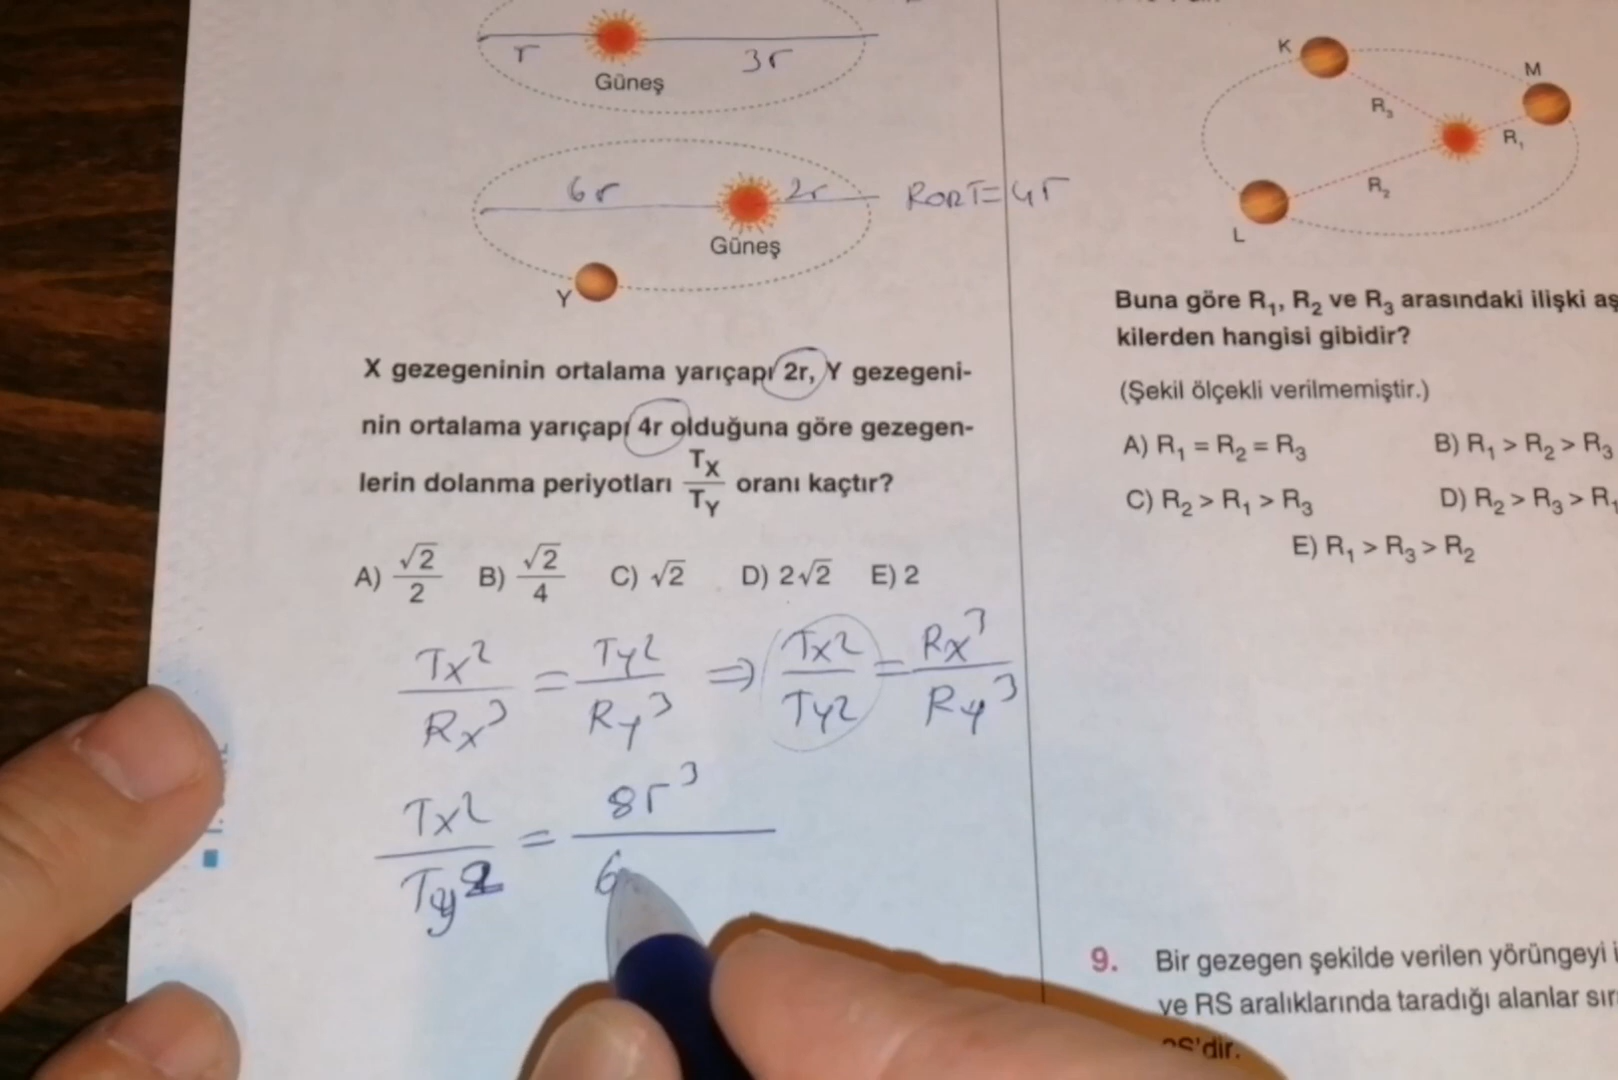 r
3r
Güneş
6r
2r
RORT=4r
Güneş
Y
X gezegeninin ortalama yarıçapı 2r, Y gezegeni-
nin ortalama yarıçapı 4r olduğuna göre gezegen-
lerin dolanma periyotları Tx/TY oranı kaçtır?
A) √2/2 B) √2/4 C) √2 D) 2√2 E) 2
Tx²/Rx³ = Ty²/Ry³ ⇒ Tx²/Ty² = Rx³/Ry³
Tx²/Ty² = 8r³/6
K
M
R₃
R₁
R₂
L
Buna göre R₁, R₂ ve R₃ arasındaki ilişki aş
kilerden hangisi gibidir?
(Şekil ölçekli verilmemiştir.)
A) R₁ = R₂ = R₃ B) R₁ > R₂ > R₃
C) R₂ > R₁ > R₃ D) R₂ > R₃ > R₁
E) R₁ > R₃ > R₂
9. Bir gezegen şekilde verilen yörüngeyi i
ve RS aralıklarında taradığı alanlar sır
S'dir.